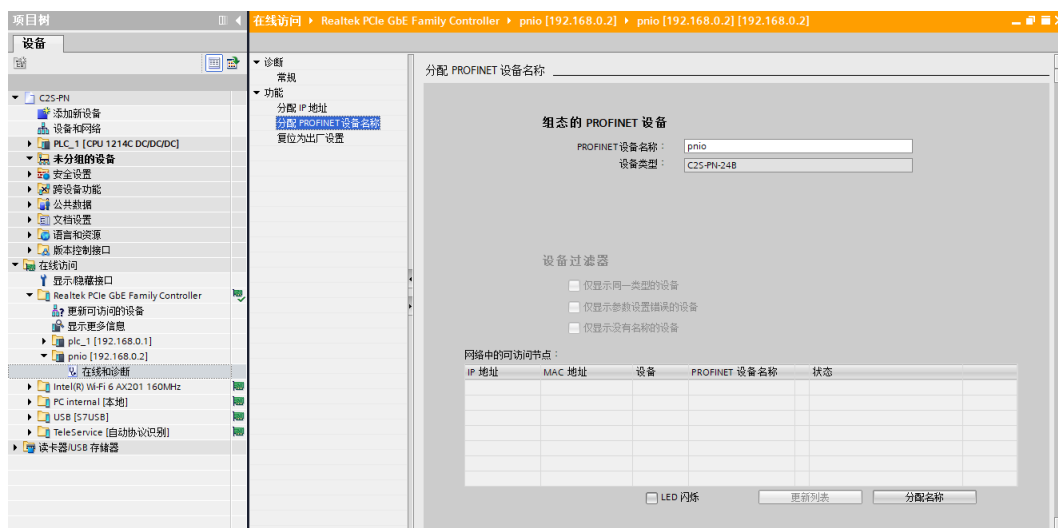 项目树
在线访问 ▸ Realtek PCIe GbE Family Controller ▸ pnio [192.168.0.2] ▸ pnio [192.168.0.2] [192.168.0.2]
设备
C2S-PN
添加新设备
设备和网络
PLC_1 [CPU 1214C DC/DC/DC]
未分组的设备
安全设置
跨设备功能
公共数据
文档设置
语言和资源
版本控制接口
在线访问
显示/隐藏接口
Realtek PCIe GbE Family Controller
更新可访问的设备
显示更多信息
plc_1 [192.168.0.1]
pnio [192.168.0.2]
在线和诊断
Intel(R) Wi-Fi 6 AX201 160MHz
PC internal [本地]
USB [S7USB]
TeleService [自动协议识别]
读卡器/USB 存储器
诊断
常规
功能
分配 IP 地址
分配 PROFINET 设备名称
复位为出厂设置
分配 PROFINET 设备名称
组态的 PROFINET 设备
PROFINET 设备名称： pnio
设备类型： C2S-PN-24B
设备过滤器
仅显示同一类型的设备
仅显示参数设置错误的设备
仅显示没有名称的设备
网络中的可访问节点：
IP 地址 MAC 地址 设备 PROFINET 设备名称 状态
LED 闪烁 更新列表 分配名称